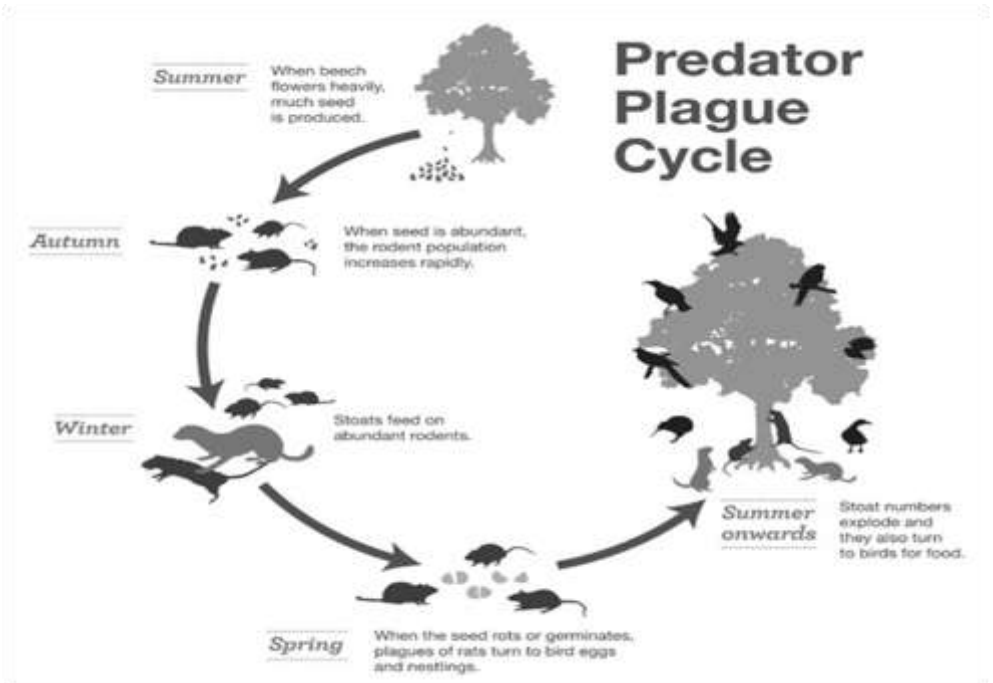 Predator
Plague
Cycle
Summer
When beech
flowers heavily,
much seed
is produced.
Autumn
When seed is abundant,
the rodent population
increases rapidly.
Winter
Stoats feed on
abundant rodents.
Spring
When the seed rots or germinates,
plagues of rats turn to bird eggs
and nestlings.
Summer
onwards
Stoat numbers
explode and
they also turn
to birds for food.